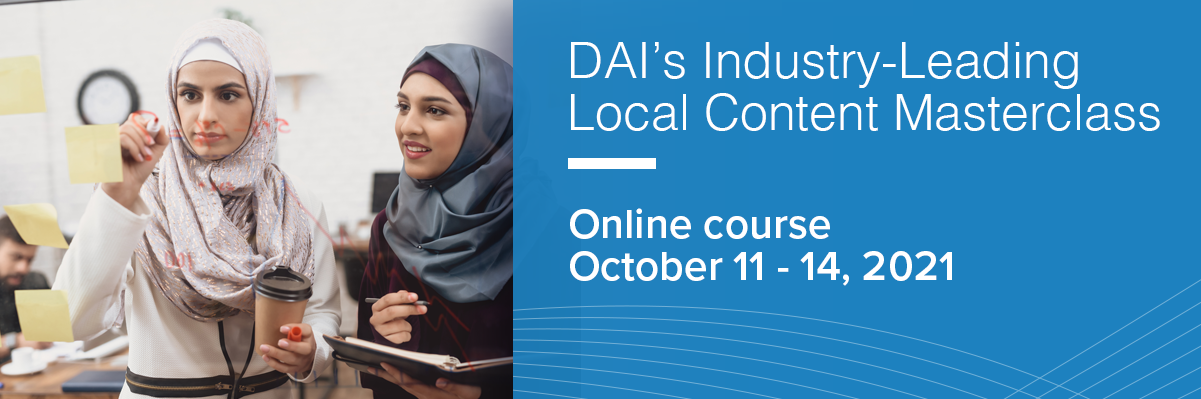 DAI’s Industry-Leading
Local Content Masterclass
Online course
October 11 - 14, 2021